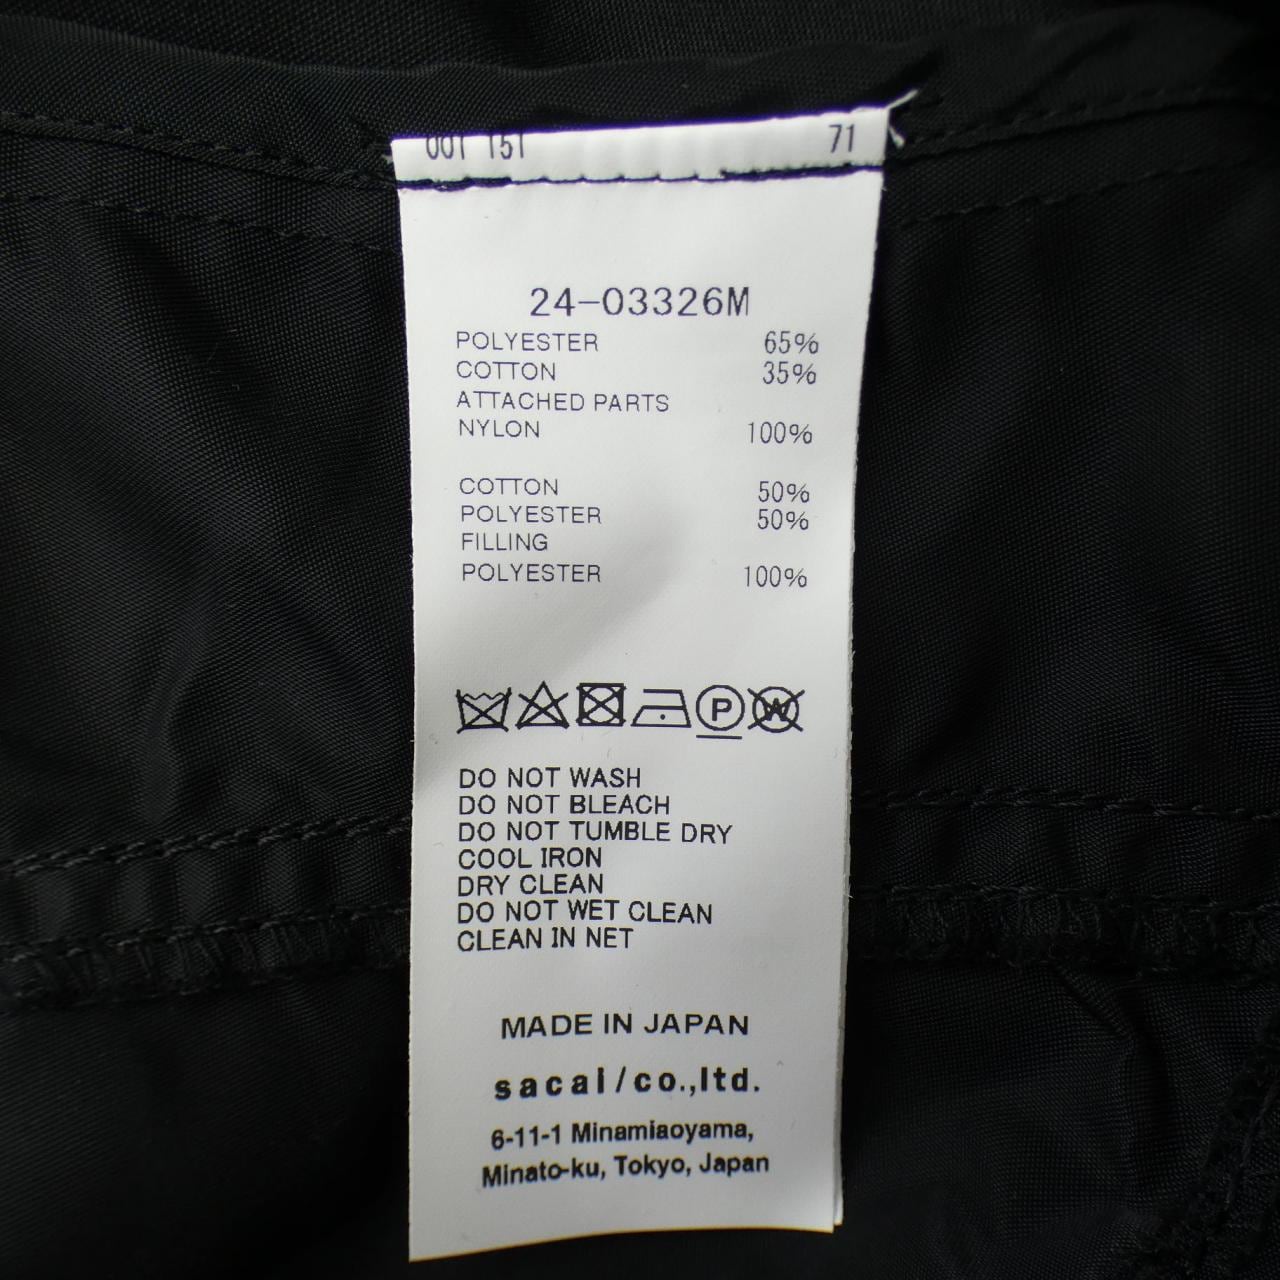 001 151 71
24-03326M
POLYESTER 65%
COTTON 35%
ATTACHED PARTS
NYLON 100%
COTTON 50%
POLYESTER 50%
FILLING
POLYESTER 100%
P W
DO NOT WASH
DO NOT BLEACH
DO NOT TUMBLE DRY
COOL IRON
DRY CLEAN
DO NOT WET CLEAN
CLEAN IN NET
MADE IN JAPAN
sacai/co.,ltd.
6-11-1 Minamiaoyama,
Minato-ku, Tokyo, Japan